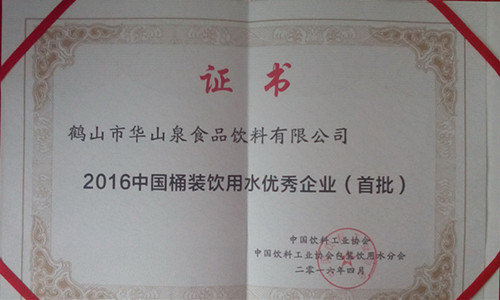 证书
鹤山市华山泉食品饮料有限公司
2016中国桶装饮用水优秀企业（首批）
中国饮料工业协会
中国饮料工业协会包装饮用水分会
二〇一六年四月